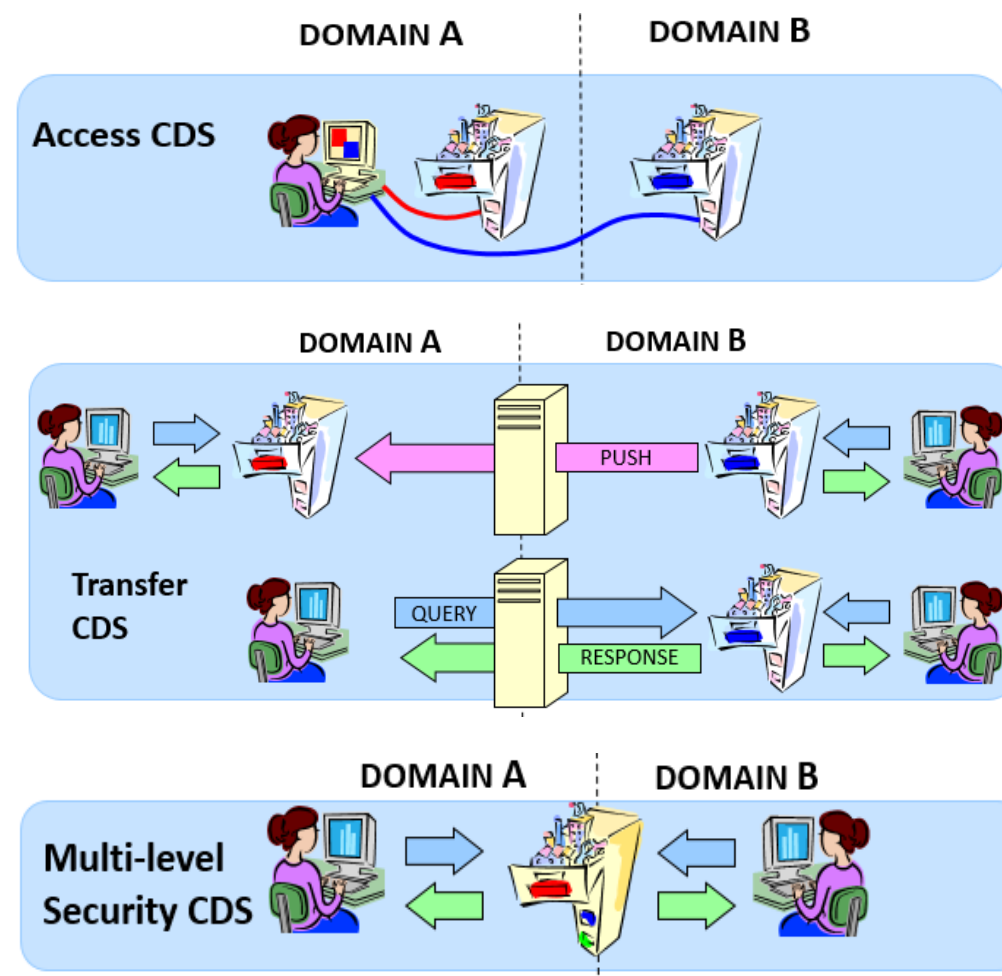 DOMAIN A
DOMAIN B
Access CDS
DOMAIN A
DOMAIN B
PUSH
Transfer
CDS
QUERY
RESPONSE
DOMAIN A
DOMAIN B
Multi-level
Security CDS